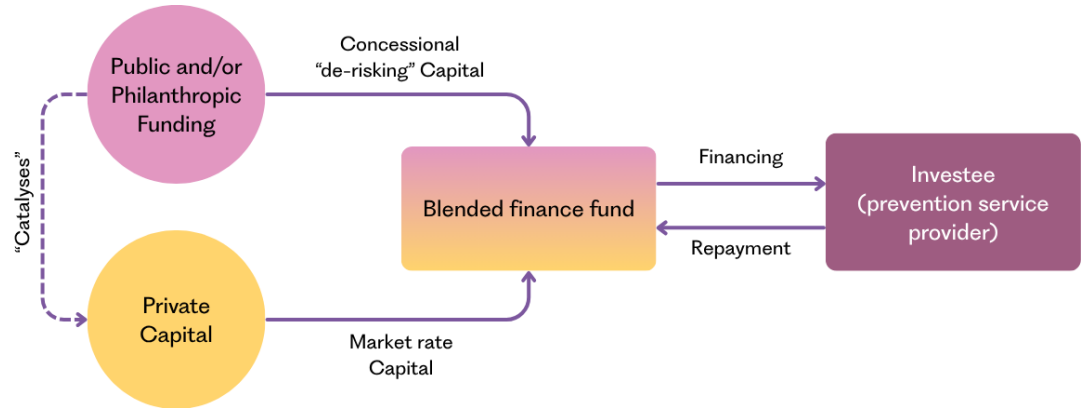 Public and/or
Philanthropic
Funding
Concessional
“de-risking” Capital
“Catalyses”
Blended finance fund
Financing
Repayment
Investee
(prevention service
provider)
Private
Capital
Market rate
Capital